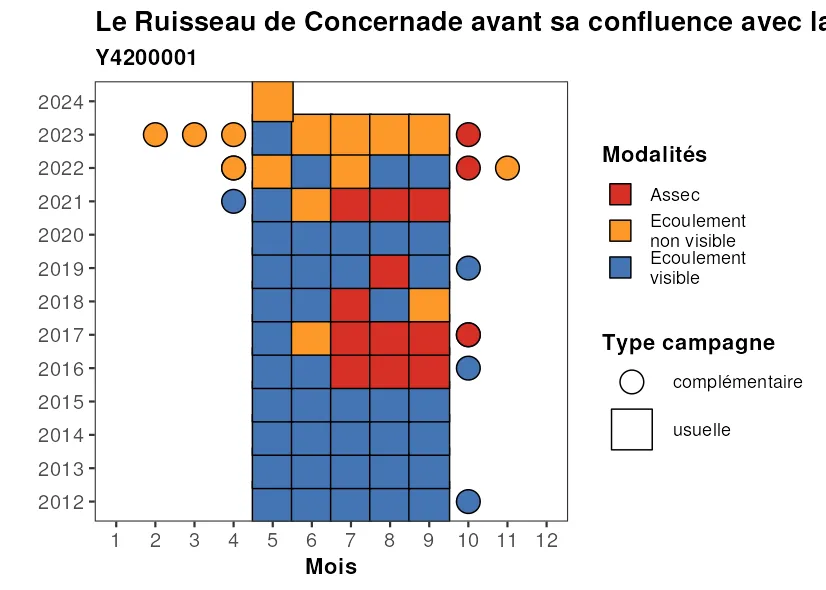 Le Ruisseau de Concernade avant sa confluence avec la
Y4200001
2024
2023
2022
2021
2020
2019
2018
2017
2016
2015
2014
2013
2012
1 2 3 4 5 6 7 8 9 10 11 12
Mois
Modalités
Assec
Ecoulement
non visible
Ecoulement
visible
Type campagne
complémentaire
usuelle